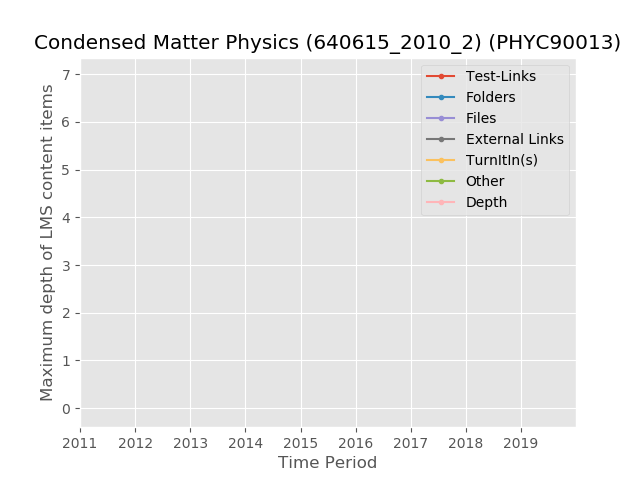 Condensed Matter Physics (640615_2010_2) (PHYC90013)
Maximum depth of LMS content items
7
6
5
4
3
2
1
0
Test-Links
Folders
Files
External Links
TurnItIn(s)
Other
Depth
2011 2012 2013 2014 2015 2016 2017 2018 2019
Time Period